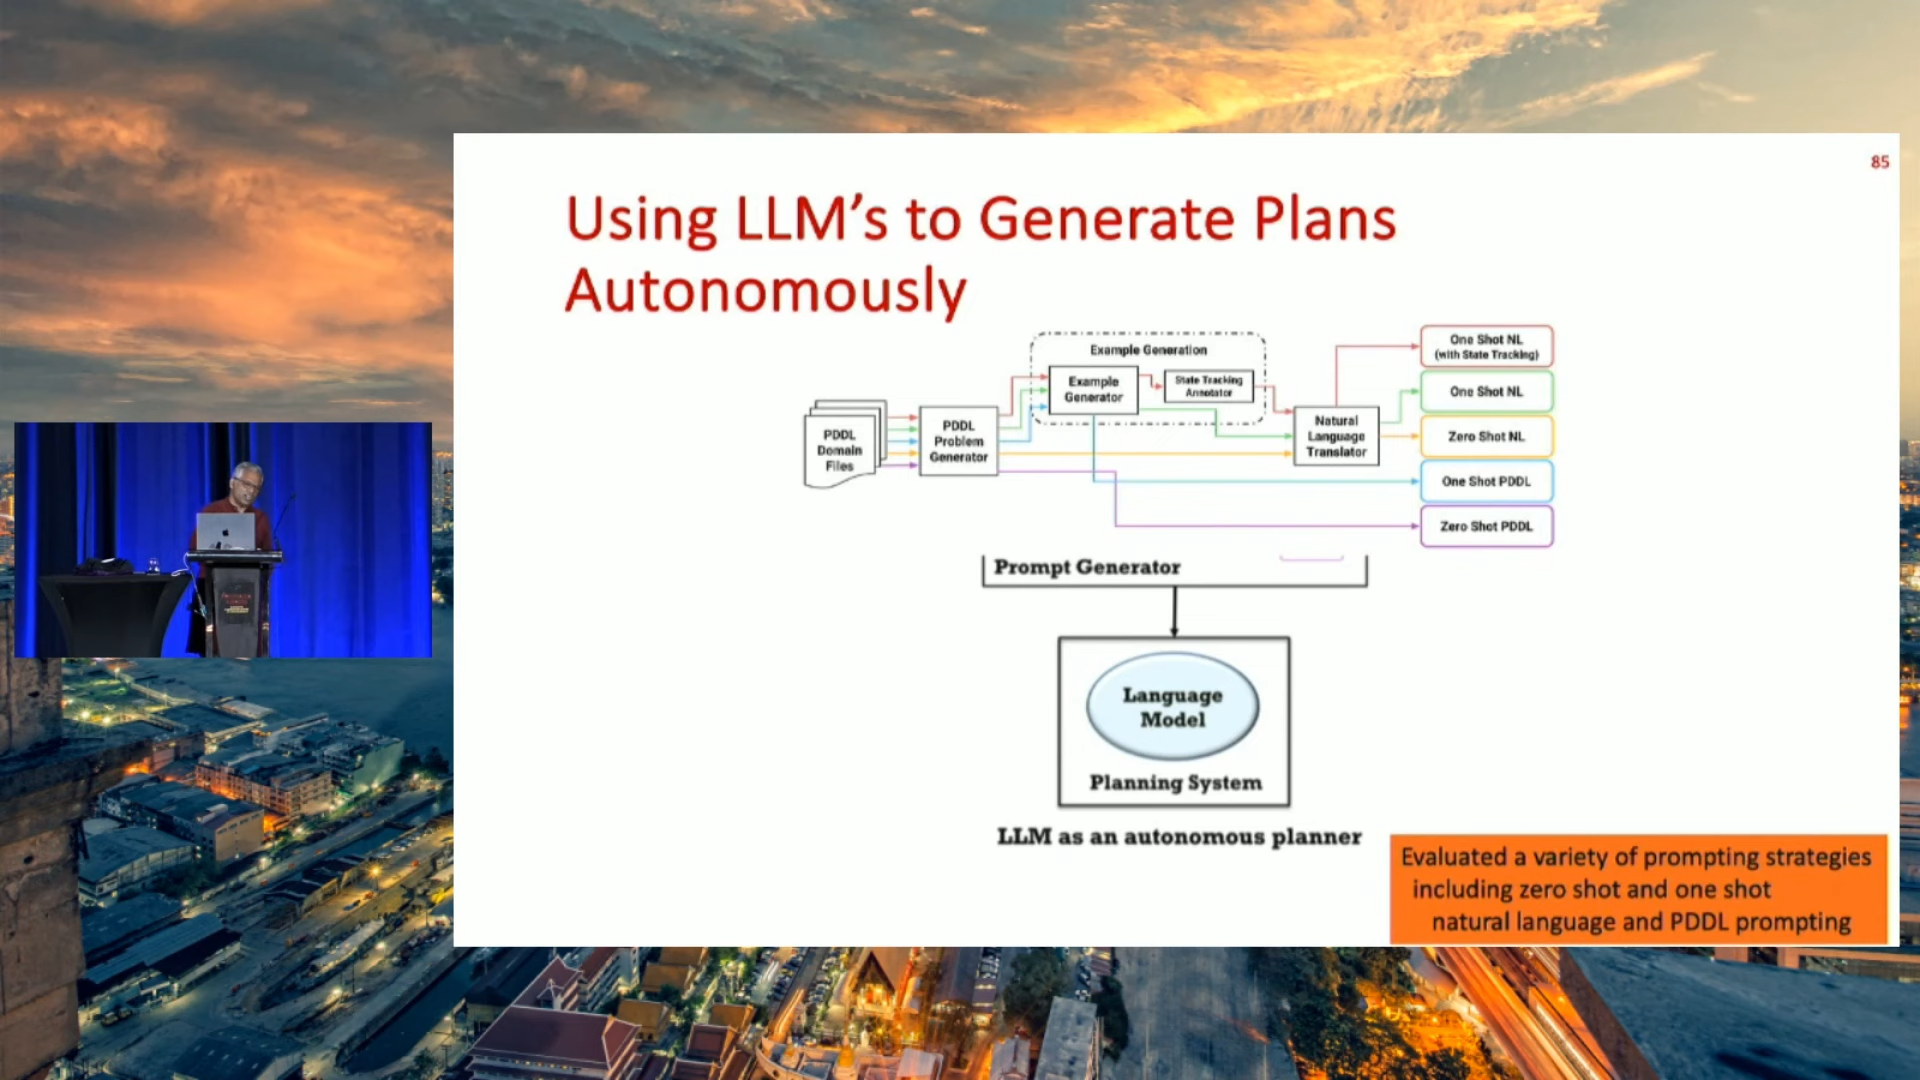 85
Using LLM's to Generate Plans
Autonomously
Example Generation
Example
Generator
State Tracking
Annotator
PDDL
Domain
Files
PDDL
Problem
Generator
Natural
Language
Translator
One Shot NL
(with State Tracking)
One Shot NL
Zero Shot NL
One Shot PDDL
Zero Shot PDDL
Prompt Generator
Language
Model
Planning System
LLM as an autonomous planner
Evaluated a variety of prompting strategies
including zero shot and one shot
natural language and PDDL prompting